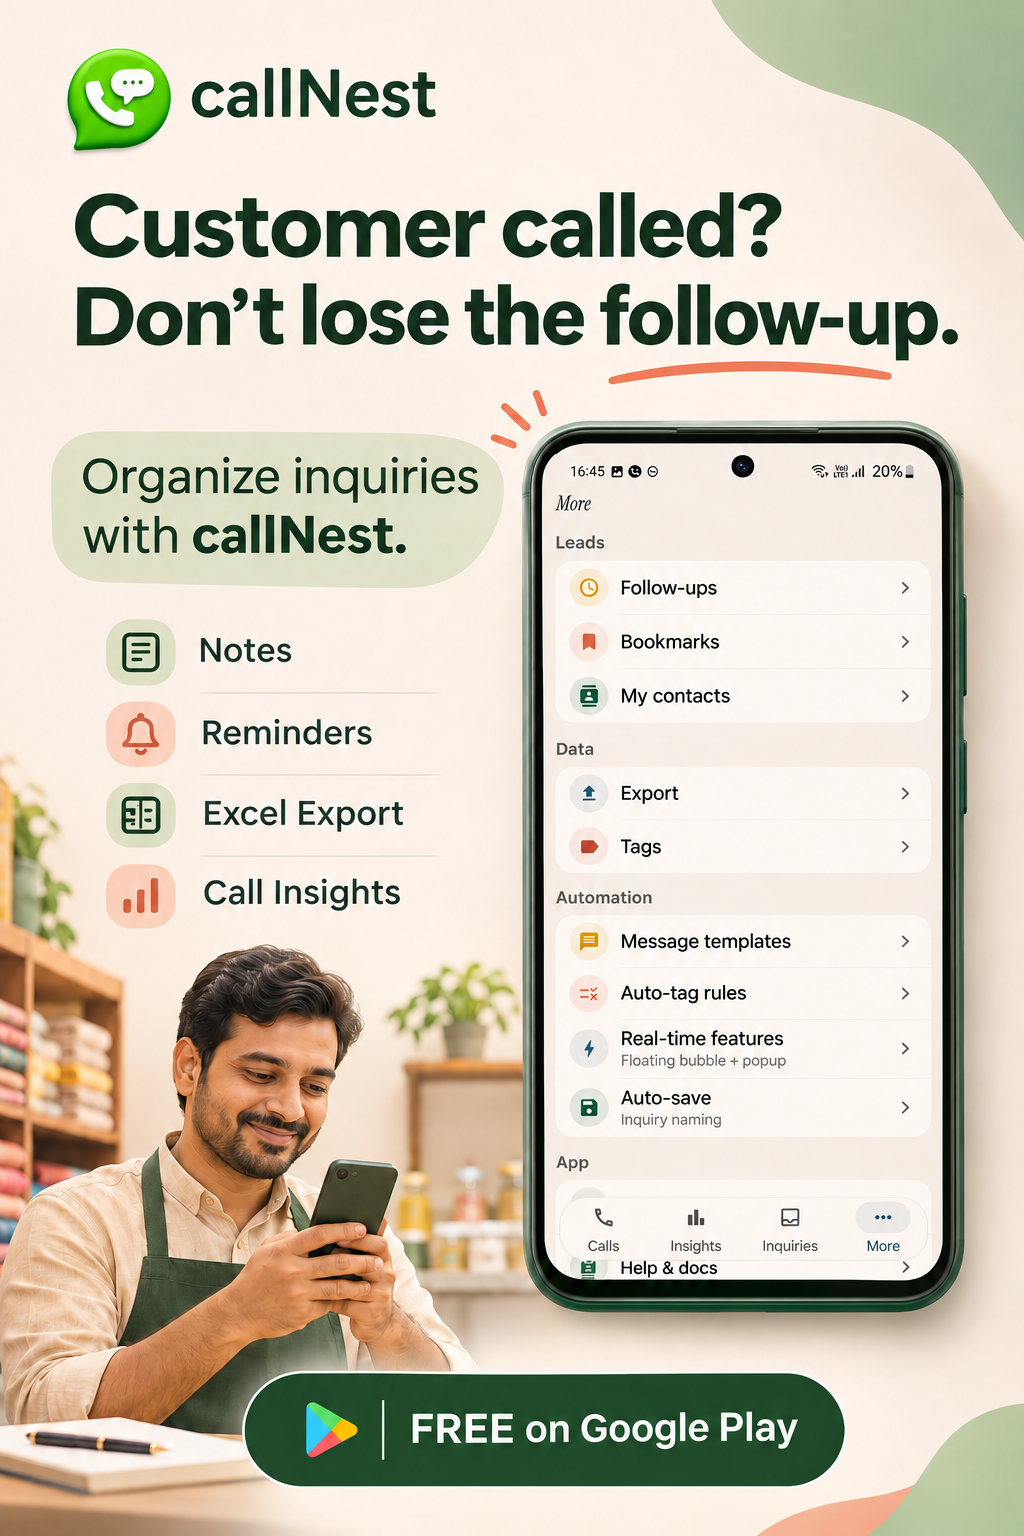 callNest
Customer called?
Don't lose the follow-up.
Organize inquiries
with callNest.
Notes
Reminders
Excel Export
Call Insights
16:45
Vo))
LTE1
20%
More
Leads
Follow-ups
Bookmarks
My contacts
Data
Export
Tags
Automation
Message templates
Auto-tag rules
Real-time features
Floating bubble + popup
Auto-save
Inquiry naming
App
Calls
Insights
Inquiries
More
Help & docs
FREE on Google Play